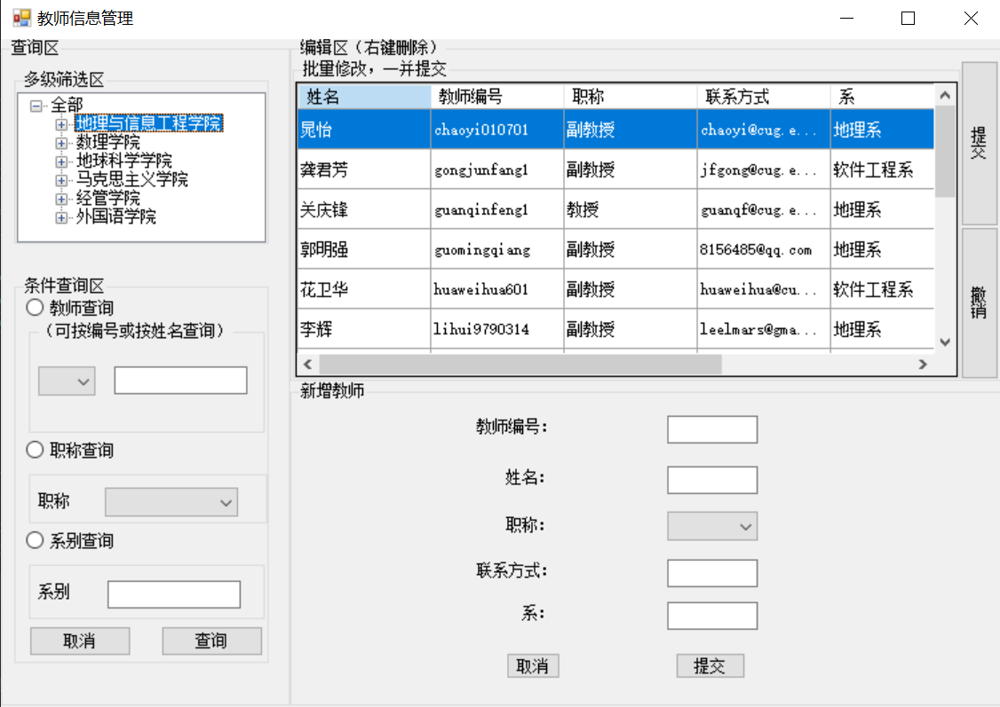 教师信息管理
查询区
多级筛选区
全部
地理与信息工程学院
数理学院
地球科学学院
马克思主义学院
经管学院
外国语学院
条件查询区
教师查询
（可按编号或按姓名查询）
职称查询
职称
系别查询
系别
取消 查询
编辑区（右键删除）
批量修改，一并提交
姓名 教师编号 职称 联系方式 系
晁怡 chaoyi010701 副教授 chaoyi@cug.e... 地理系
龚君芳 gongjunfang1 副教授 jfgong@cug.e... 软件工程系
关庆锋 guanqinfeng1 教授 guanqf@cug.e... 地理系
郭明强 guomingqiang 副教授 8156485@qq.com 地理系
花卫华 huaweihua601 副教授 huaweihua@cu... 软件工程系
李辉 lihui9790314 副教授 leelmars@gma... 地理系
提交
撤销
新增教师
教师编号：
姓名：
职称：
联系方式：
系：
取消 提交